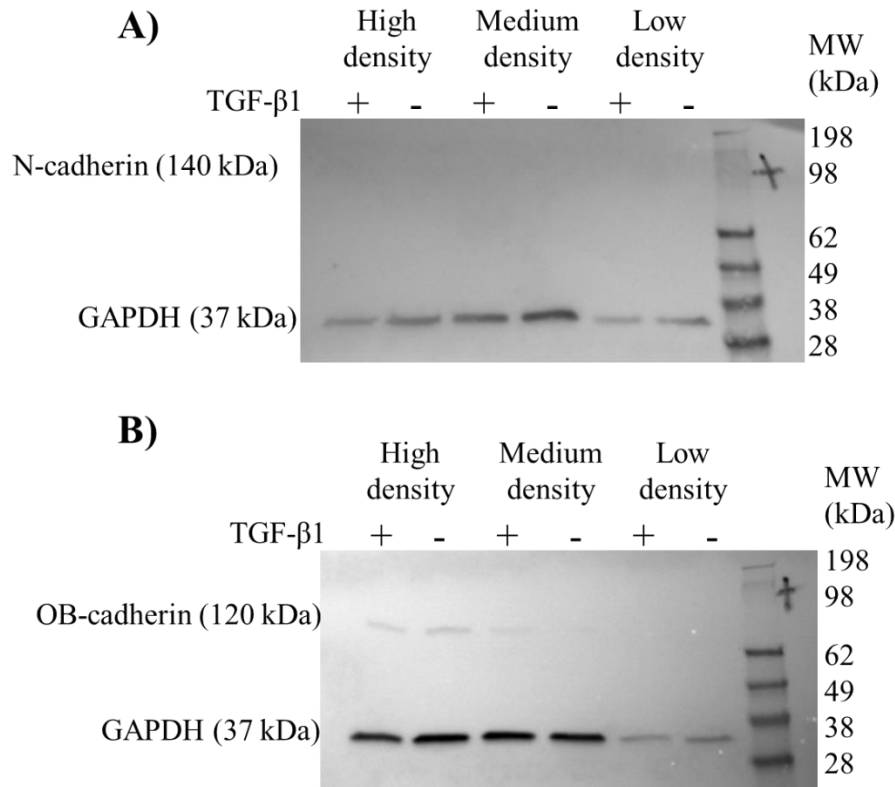 A)
High density
Medium density
Low density
MW (kDa)
TGF-β1 + - + - + -
198
N-cadherin (140 kDa)
98
62
49
38
GAPDH (37 kDa)
28
B)
High density
Medium density
Low density
MW (kDa)
TGF-β1 + - + - + -
198
98
OB-cadherin (120 kDa)
62
49
38
GAPDH (37 kDa)
28